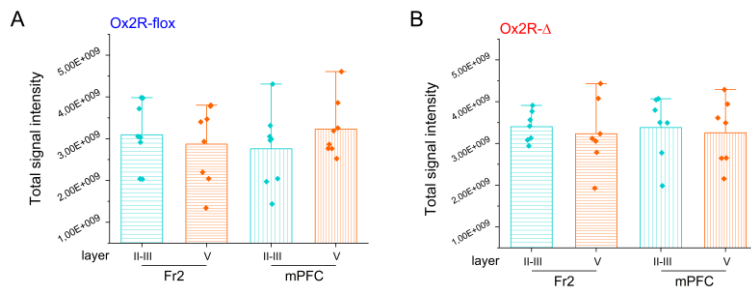 A
Ox2R-flox
Total signal intensity
5,00E+009
4,00E+009
3,00E+009
2,00E+009
1,00E+009
layer II-III V II-III V
Fr2 mPFC
B
Ox2R-Δ
Total signal intensity
5,00E+009
4,00E+009
3,00E+009
2,00E+009
1,00E+009
layer II-III V II-III V
Fr2 mPFC